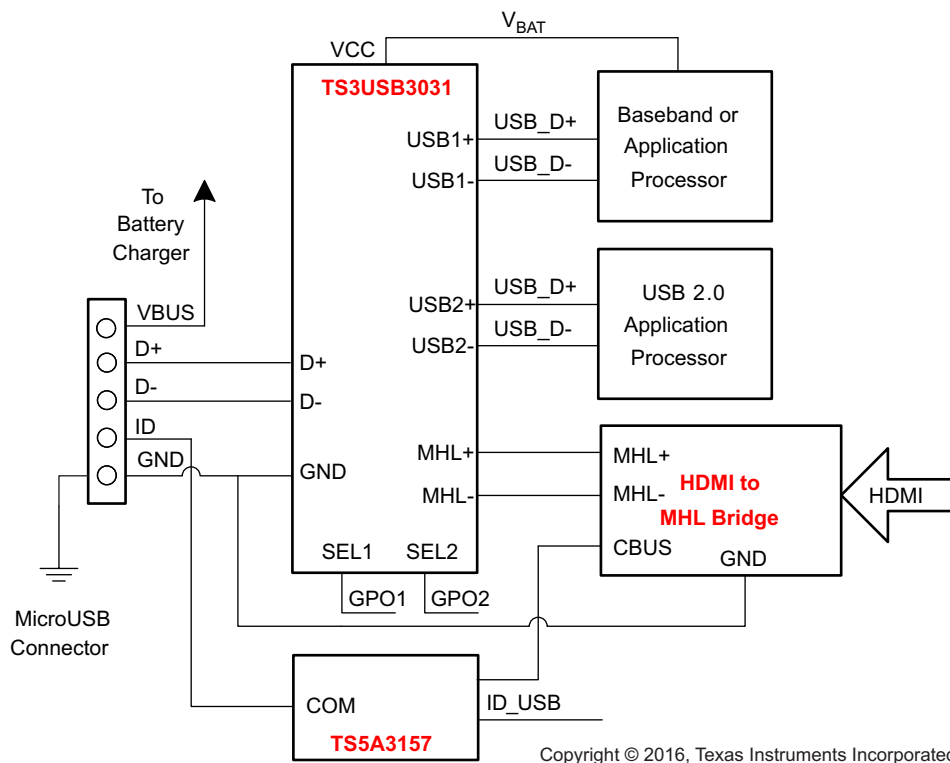 V_BAT
VCC
TS3USB3031
USB1+
USB_D+
USB1-
USB_D-
Baseband or
Application
Processor
To
Battery
Charger
USB2+
USB_D+
USB2-
USB_D-
USB 2.0
Application
Processor
VBUS
D+
D-
ID
GND
D+
D-
GND
MHL+
MHL-
MHL+
MHL-
HDMI to
MHL Bridge
CBUS
GND
HDMI
SEL1
SEL2
GPO1
GPO2
MicroUSB
Connector
COM
TS5A3157
ID_USB
Copyright © 2016, Texas Instruments Incorporated